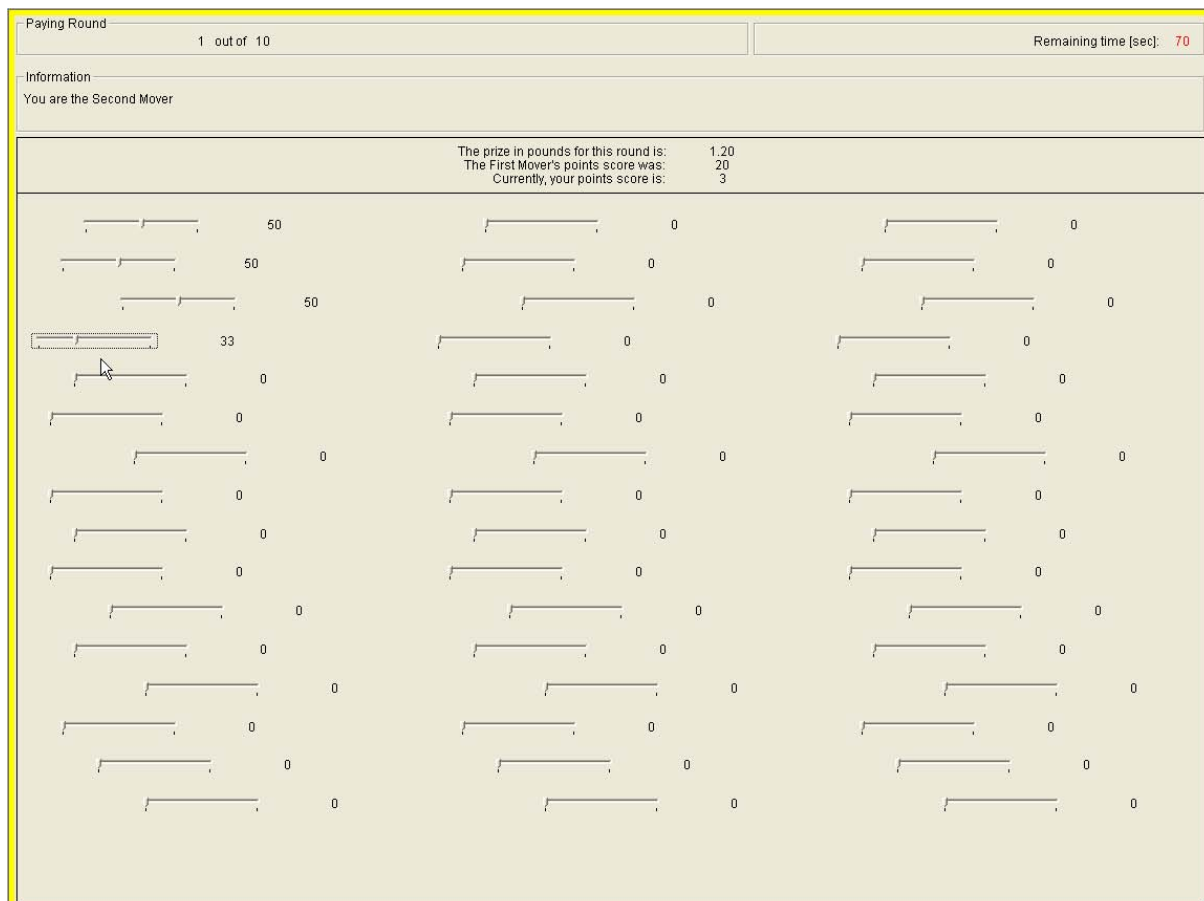 Paying Round
1 out of 10
Remaining time [sec]: 70
Information
You are the Second Mover
The prize in pounds for this round is: 1.20
The First Mover's points score was: 20
Currently, your points score is: 3
50 0 0
50 0 0
50 0 0
33 0 0
0 0 0
0 0 0
0 0 0
0 0 0
0 0 0
0 0 0
0 0 0
0 0 0
0 0 0
0 0 0
0 0 0
0 0 0